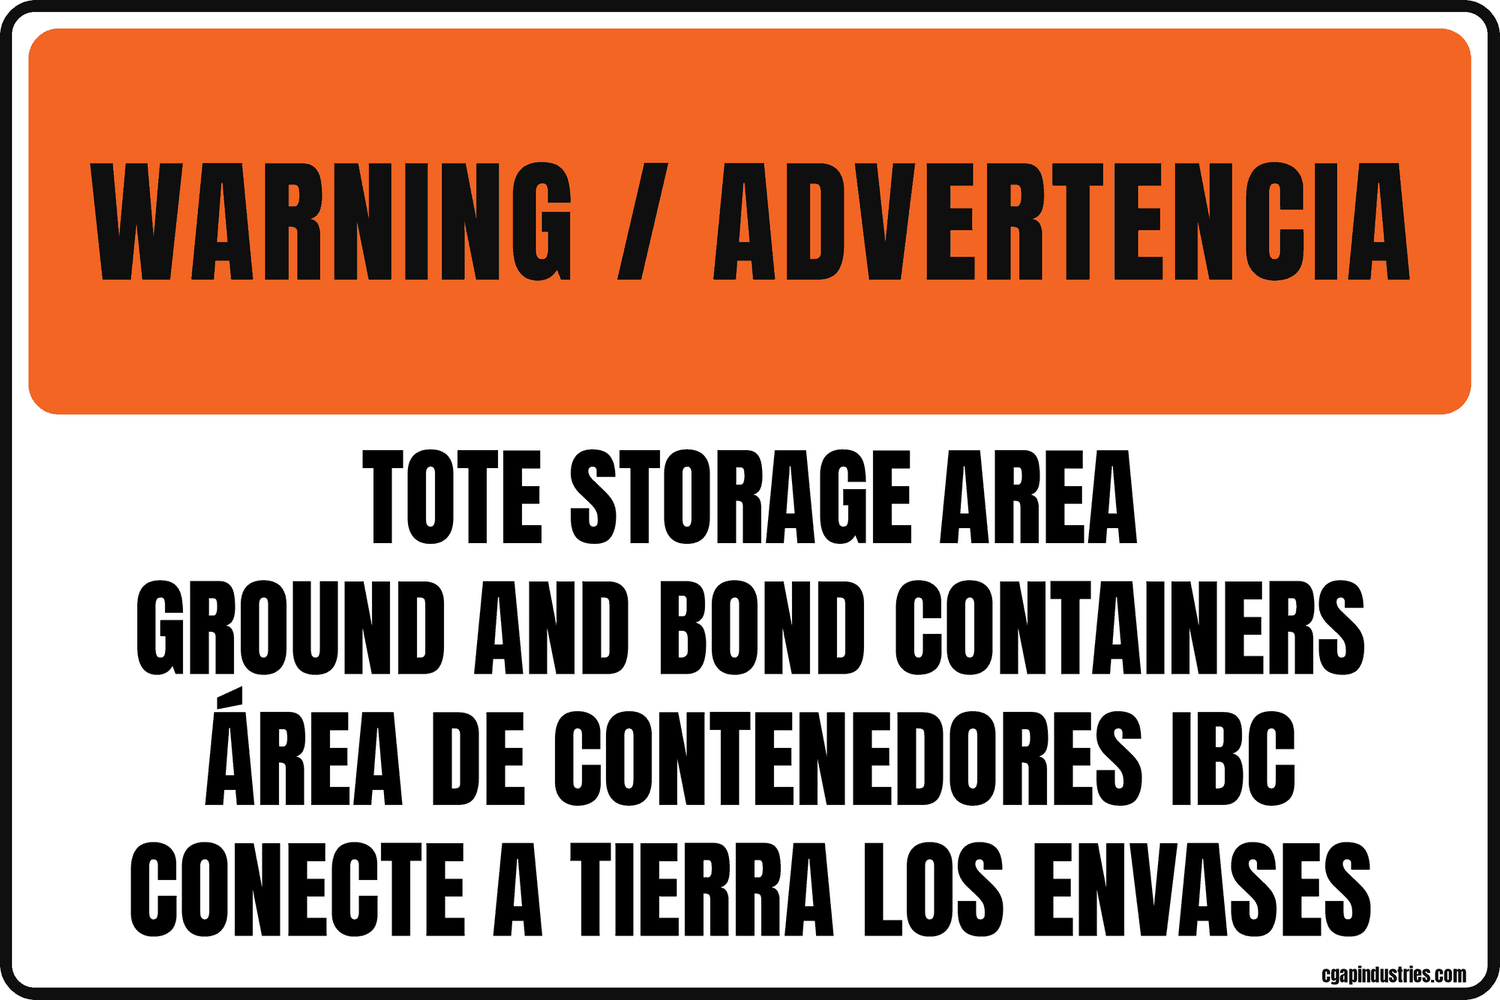 WARNING / ADVERTENCIA
TOTE STORAGE AREA
GROUND AND BOND CONTAINERS
ÁREA DE CONTENEDORES IBC
CONECTE A TIERRA LOS ENVASES
cgapindustries.com